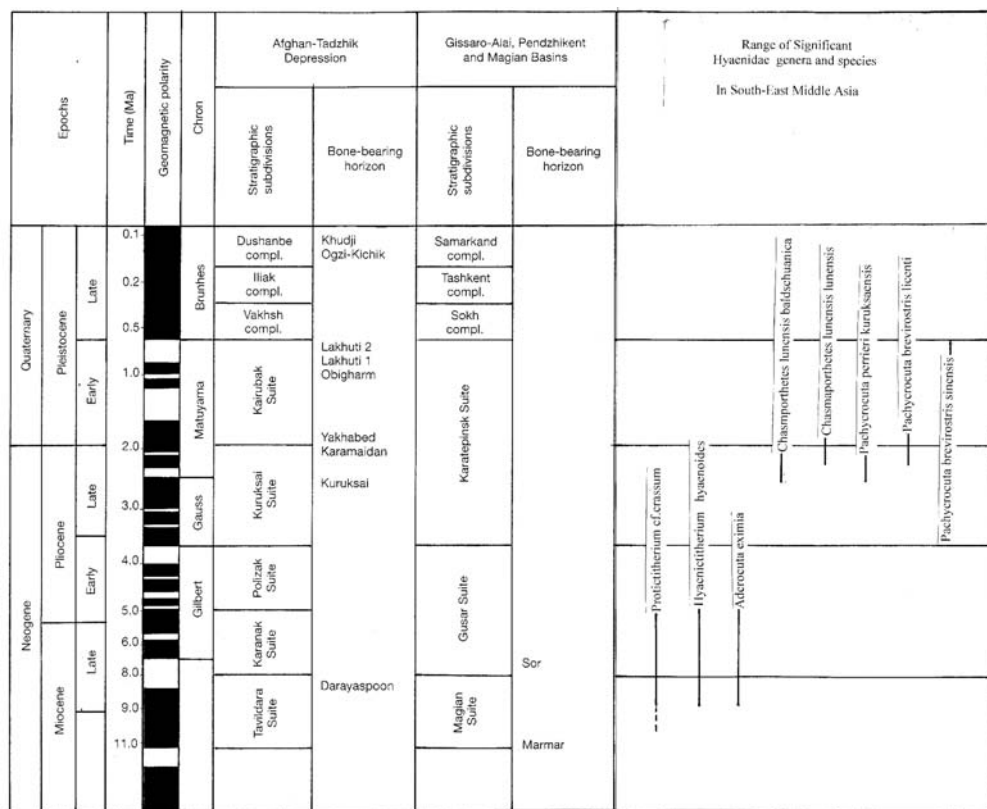 Epochs
Time (Ma)
Geomagnetic polarity
Chron
Afghan-Tadzhik
Depression
Stratigraphic
subdivisions
Bone-bearing
horizon
Gissaro-Alai, Pendzhikent
and Magian Basins
Stratigraphic
subdivisions
Bone-bearing
horizon
Range of Significant
Hyaenidae genera and species
In South-East Middle Asia
Quaternary
Neogene
Pleistocene
Pliocene
Miocene
Late
Early
Late
Early
Late
0.1
0.2
0.5
1.0
2.0
3.0
4.0
5.0
6.0
8.0
9.0
11.0
Brunhes
Matuyama
Gauss
Gilbert
Dushanbe
compl.
Iliak
compl.
Vakhsh
compl.
Kairubak
Suite
Kuruksai
Suite
Polizak
Suite
Karanak
Suite
Tavildara
Suite
Khudji
Ogzi-Kichik
Lakhuti 2
Lakhuti 1
Obigharm
Yakhabed
Karamaidan
Kuruksai
Darayaspoon
Samarkand
compl.
Tashkent
compl.
Sokh
compl.
Karatepinsk Suite
Gusar Suite
Magian
Suite
Sor
Marmar
Protictitherium cf.crassum
Hyaenictitherium hyaenoides
Adcrocuta eximia
Chasmporthetes lunensis baldschuanica
Chasmaporthetes lunensis lunensis
Pachycrocuta perrieri kuruksaensis
Pachycrocuta brevirostris licenti
Pachycrocuta brevirostris sinensis